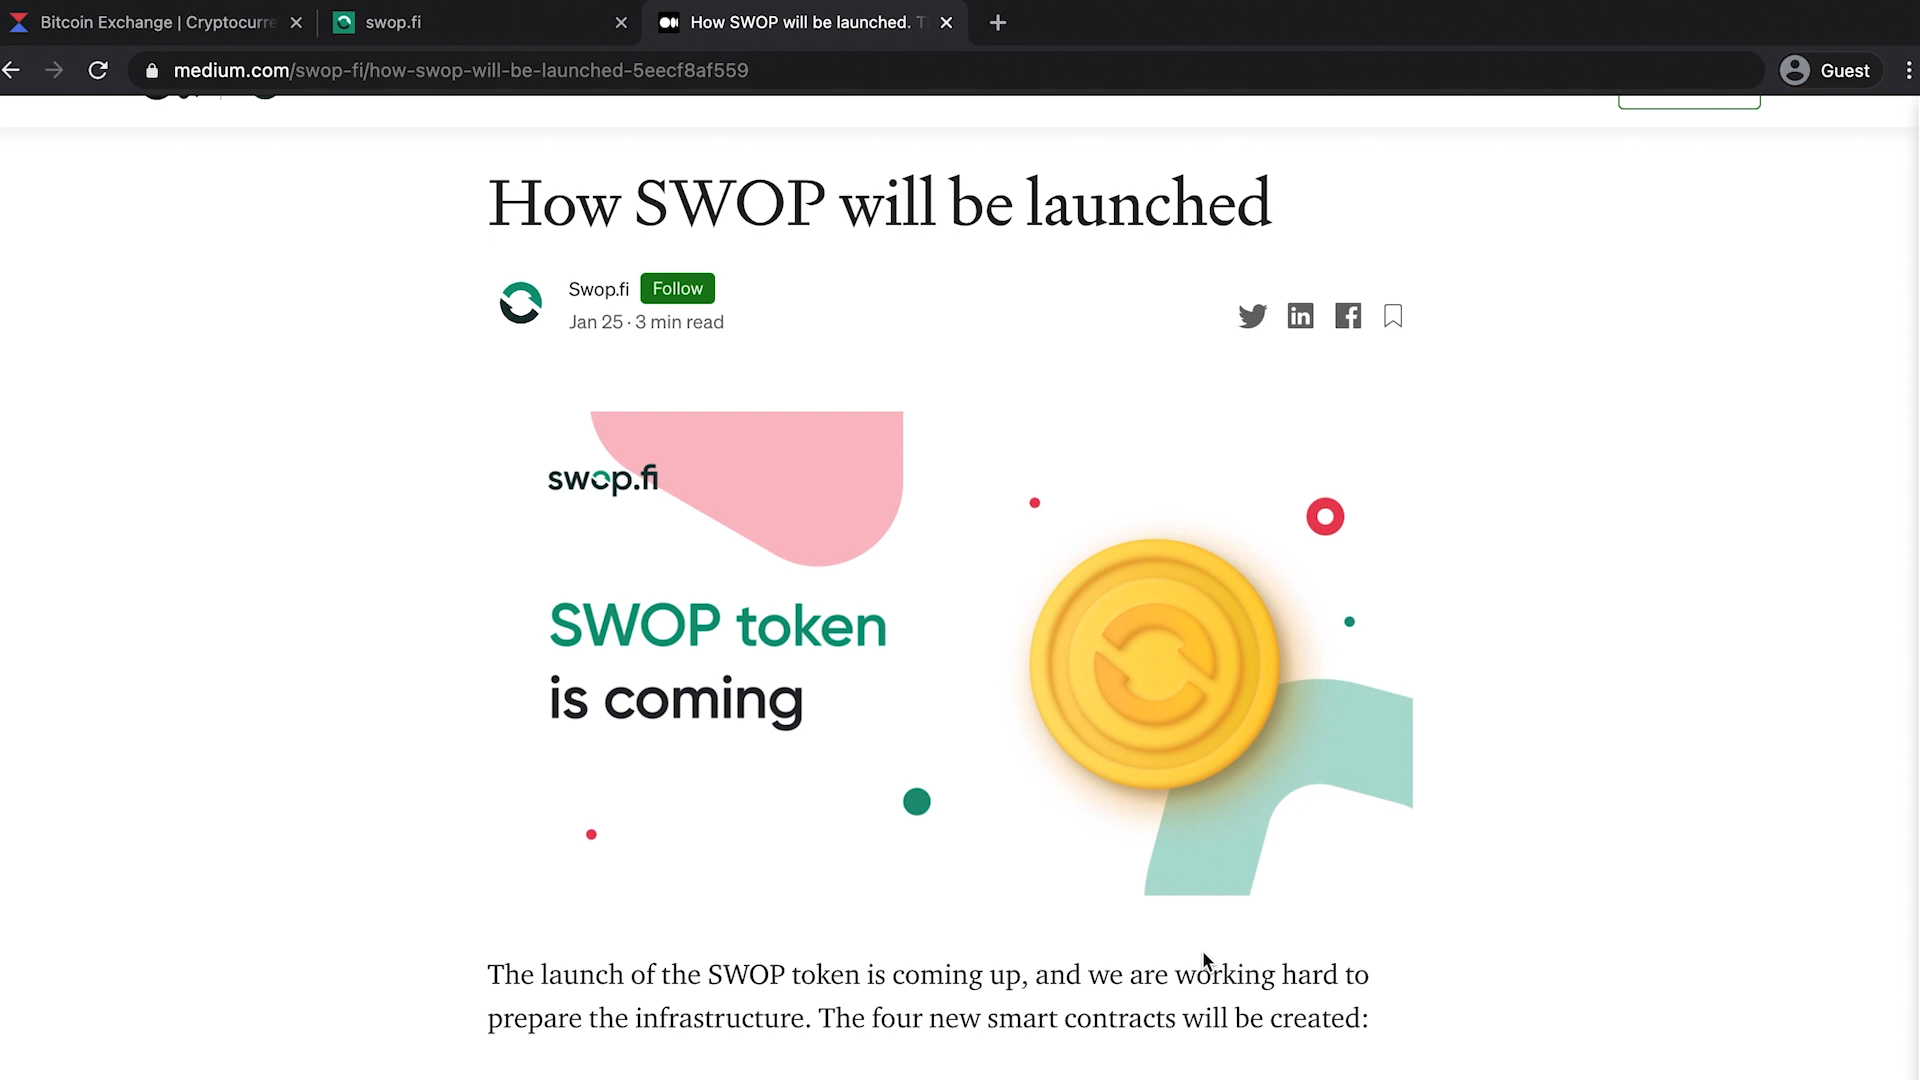 Bitcoin Exchange | Cryptocurre
swop.fi
How SWOP will be launched. T
medium.com/swop-fi/how-swop-will-be-launched-5eecf8af559
Guest
How SWOP will be launched
Swop.fi Follow
Jan 25 · 3 min read
swop.fi
SWOP token
is coming
The launch of the SWOP token is coming up, and we are working hard to
prepare the infrastructure. The four new smart contracts will be created: